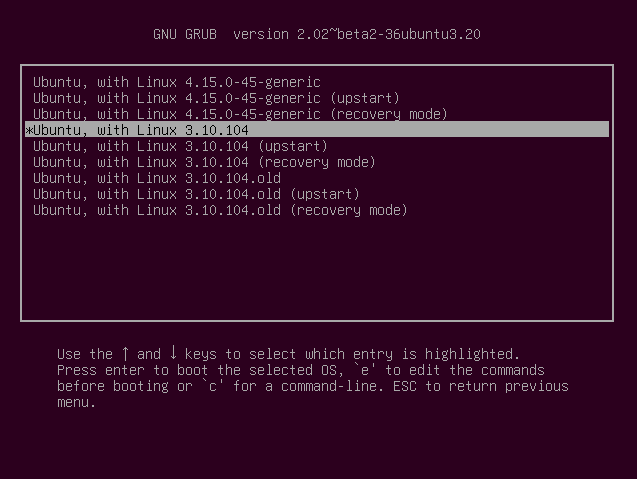 GNU GRUB  version 2.02~beta2-36ubuntu3.20
Ubuntu, with Linux 4.15.0-45-generic
Ubuntu, with Linux 4.15.0-45-generic (upstart)
Ubuntu, with Linux 4.15.0-45-generic (recovery mode)
*Ubuntu, with Linux 3.10.104
Ubuntu, with Linux 3.10.104 (upstart)
Ubuntu, with Linux 3.10.104 (recovery mode)
Ubuntu, with Linux 3.10.104.old
Ubuntu, with Linux 3.10.104.old (upstart)
Ubuntu, with Linux 3.10.104.old (recovery mode)
Use the ↑ and ↓ keys to select which entry is highlighted.
Press enter to boot the selected OS, `e' to edit the commands
before booting or `c' for a command-line. ESC to return previous
menu.